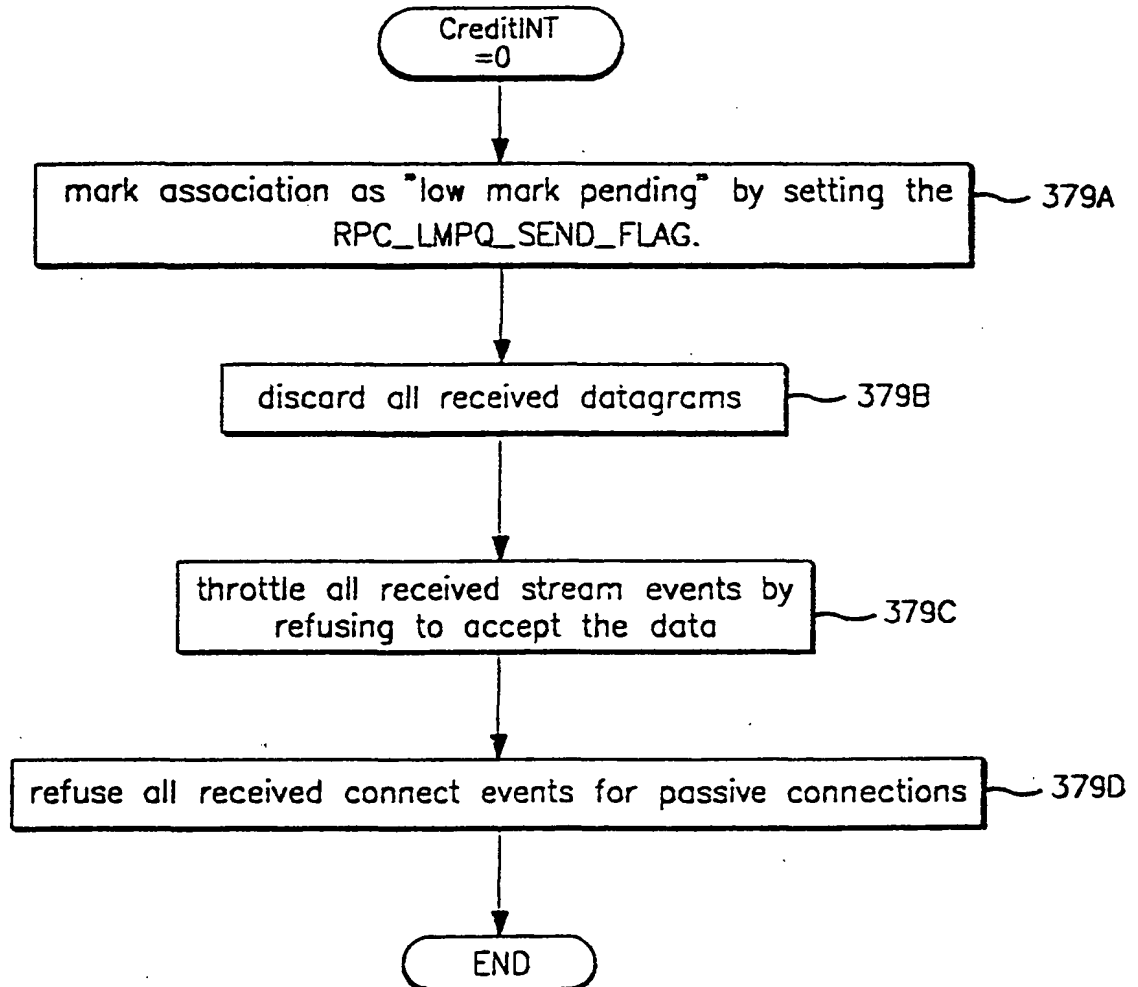 CreditINT
=0
mark association as "low mark pending" by setting the
RPC_LMPQ_SEND_FLAG.
379A
discard all received datagrams
379B
throttle all received stream events by
refusing to accept the data
379C
refuse all received connect events for passive connections
379D
END